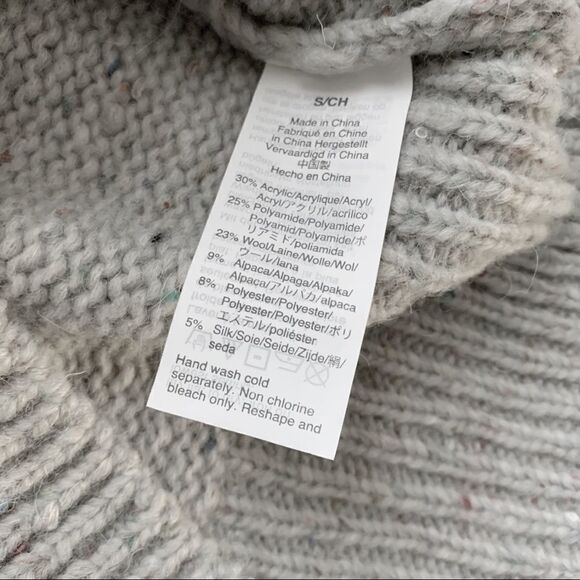 S/CH
Made in China
Fabriqué en Chine
in China Hergestellt
Vervaardigd in China
中国製
Hecho en China
30% Acrylic/Acrylique/Acryl/
Acryl/アクリル/acrílico
25% Polyamide/Polyamide/
Polyamid/Polyamide/ポ
リアミド/poliamida
23% Wool/Laine/Wolle/Wol/
ウール/lana
9% Alpaca/Alpaga/Alpaka/
Alpaca/アルパカ/alpaca
8% Polyester/Polyester/
Polyester/Polyester/ポリ
エステル/poliéster
5% Silk/Soie/Seide/Zijde/絹/
seda
Hand wash cold
separately. Non chlorine
bleach only. Reshape and